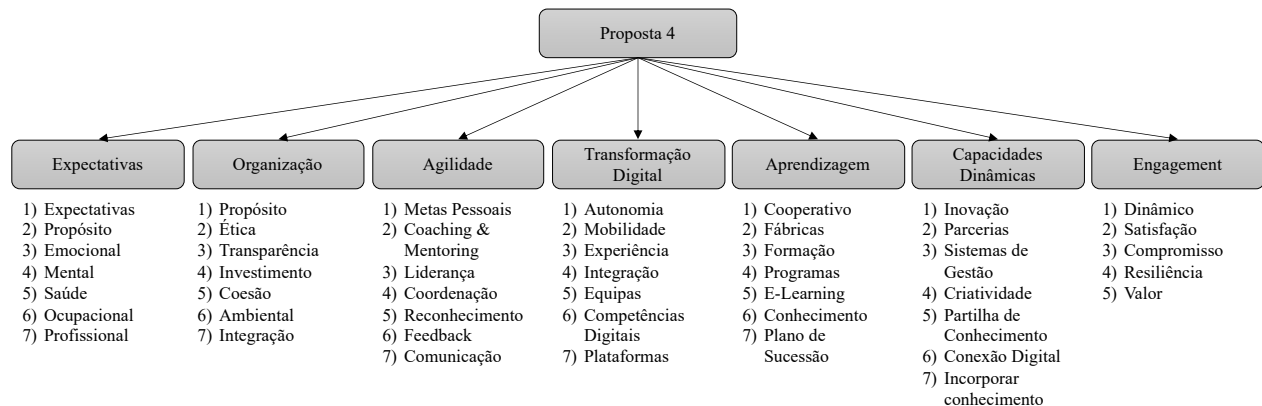 Proposta 4
Expectativas
1) Expectativas
2) Propósito
3) Emocional
4) Mental
5) Saúde
6) Ocupacional
7) Profissional
Organização
1) Propósito
2) Ética
3) Transparência
4) Investimento
5) Coesão
6) Ambiental
7) Integração
Agilidade
1) Metas Pessoais
2) Coaching &
Mentoring
3) Liderança
4) Coordenação
5) Reconhecimento
6) Feedback
7) Comunicação
Transformação
Digital
1) Autonomia
2) Mobilidade
3) Experiência
4) Integração
5) Equipas
6) Competências
Digitais
7) Plataformas
Aprendizagem
1) Cooperativo
2) Fábricas
3) Formação
4) Programas
5) E-Learning
6) Conhecimento
7) Plano de
Sucessão
Capacidades
Dinâmicas
1) Inovação
2) Parcerias
3) Sistemas de
Gestão
4) Criatividade
5) Partilha de
Conhecimento
6) Conexão Digital
7) Incorporar
conhecimento
Engagement
1) Dinâmico
2) Satisfação
3) Compromisso
4) Resiliência
5) Valor